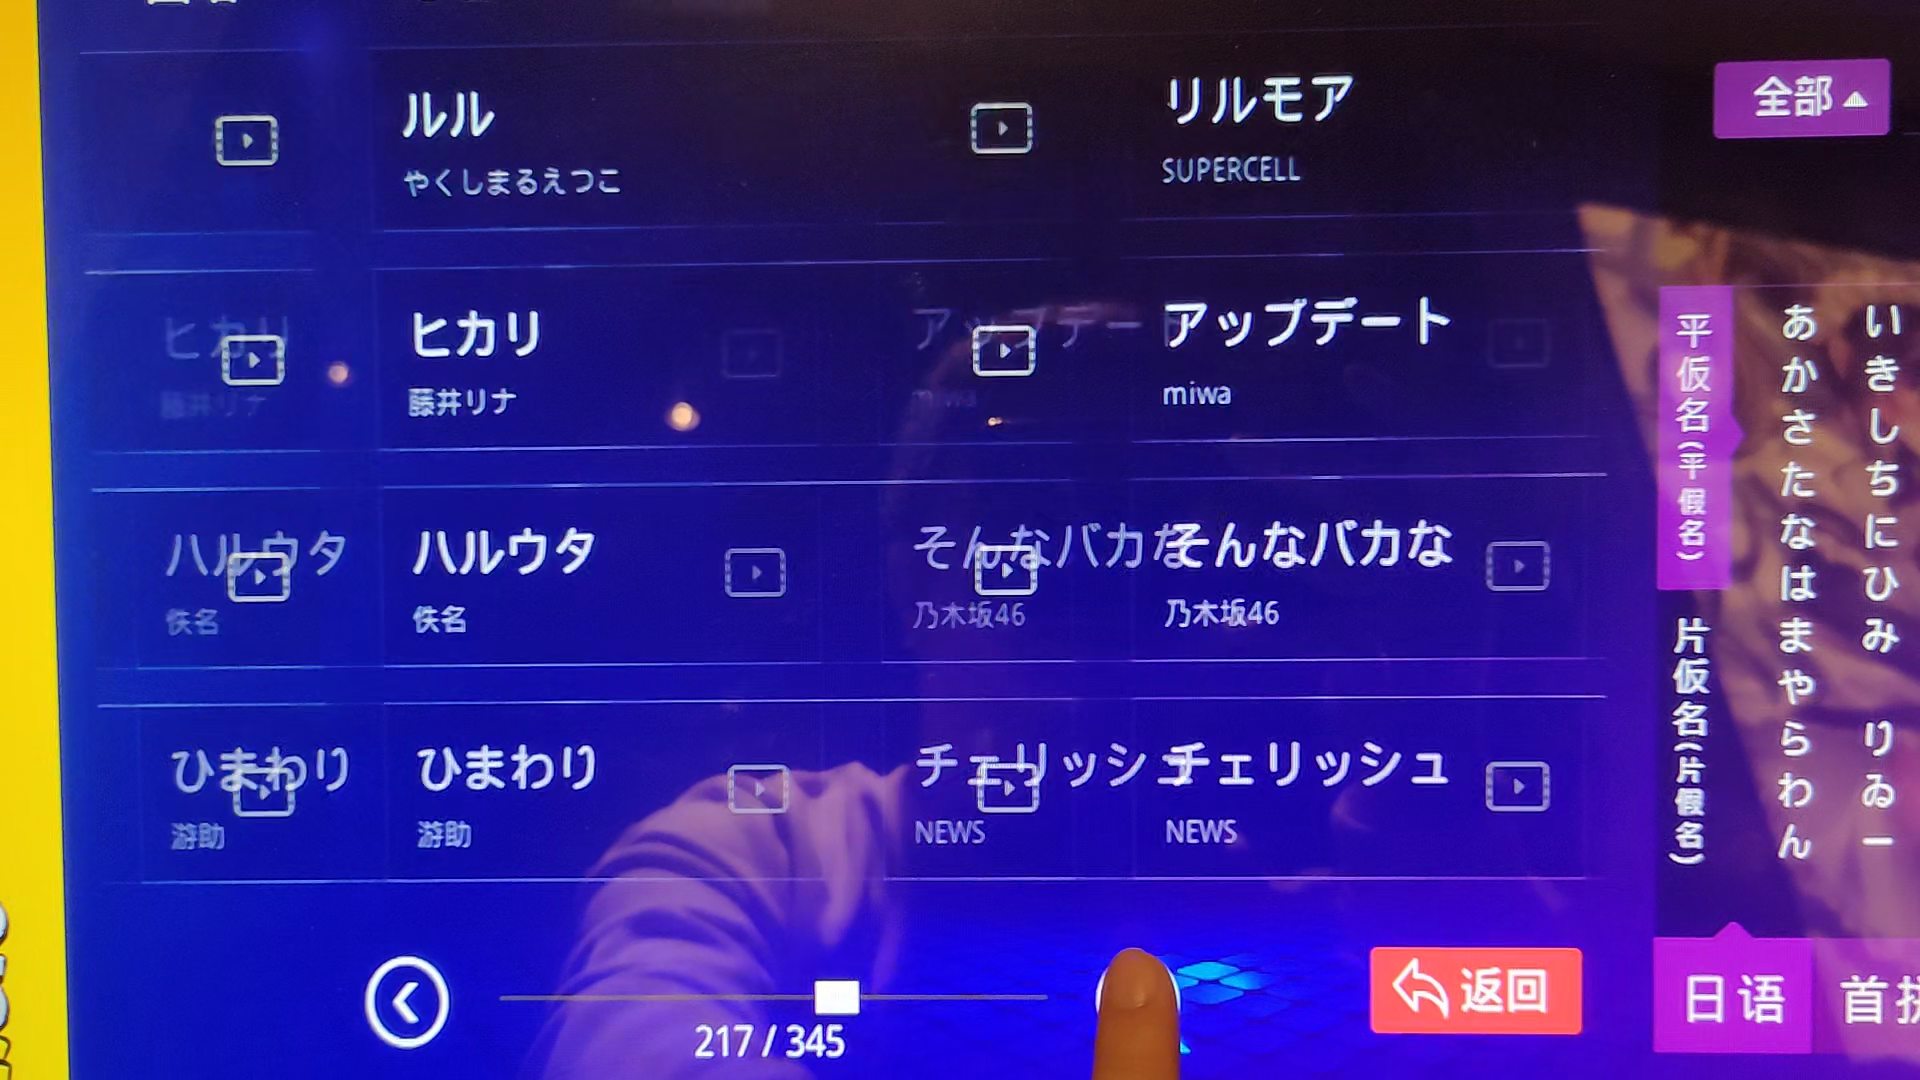 ルル
やくしまるえつこ
リルモア
SUPERCELL
ヒカリ
藤井リナ
アップデート
miwa
ハルウタ
佚名
そんなバカな
乃木坂46
ひまわり
游助
チェリッシュ
NEWS
217 / 345
返回
全部
平仮名(平假名)
片仮名(片假名)
あかさたなはまやらわん
いきしちにひみ りゐー
日语